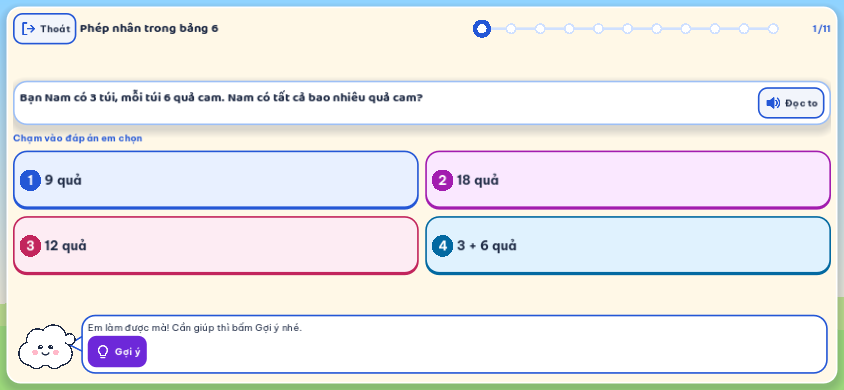 Thoát
Phép nhân trong bảng 6
1/11
Bạn Nam có 3 túi, mỗi túi 6 quả cam. Nam có tất cả bao nhiêu quả cam?
Đọc to
Chạm vào đáp án em chọn
1 9 quả
2 18 quả
3 12 quả
4 3 + 6 quả
Em làm được mà! Cần giúp thì bấm Gợi ý nhé.
Gợi ý